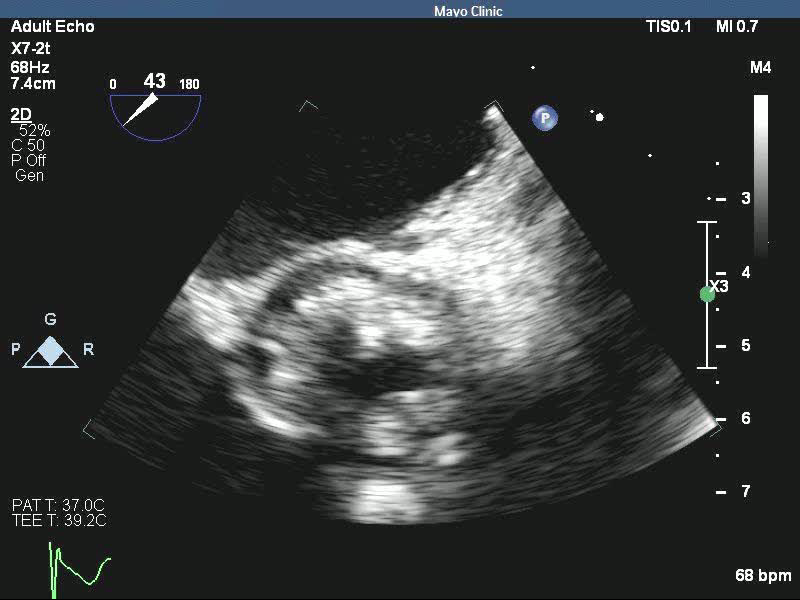 Mayo Clinic
Adult Echo
TIS0.1 MI 0.7
X7-2t
68Hz
7.4cm
M4
0 43 180
2D
52%
C 50
P Off
Gen
P
3
4
X3
5
6
7
G
P R
PAT T: 37.0C
TEE T: 39.2C
68 bpm